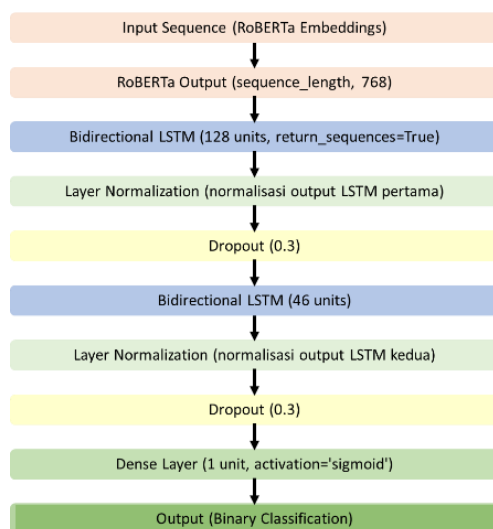 Input Sequence (RoBERTa Embeddings)
RoBERTa Output (sequence_length, 768)
Bidirectional LSTM (128 units, return_sequences=True)
Layer Normalization (normalisasi output LSTM pertama)
Dropout (0.3)
Bidirectional LSTM (46 units)
Layer Normalization (normalisasi output LSTM kedua)
Dropout (0.3)
Dense Layer (1 unit, activation='sigmoid')
Output (Binary Classification)